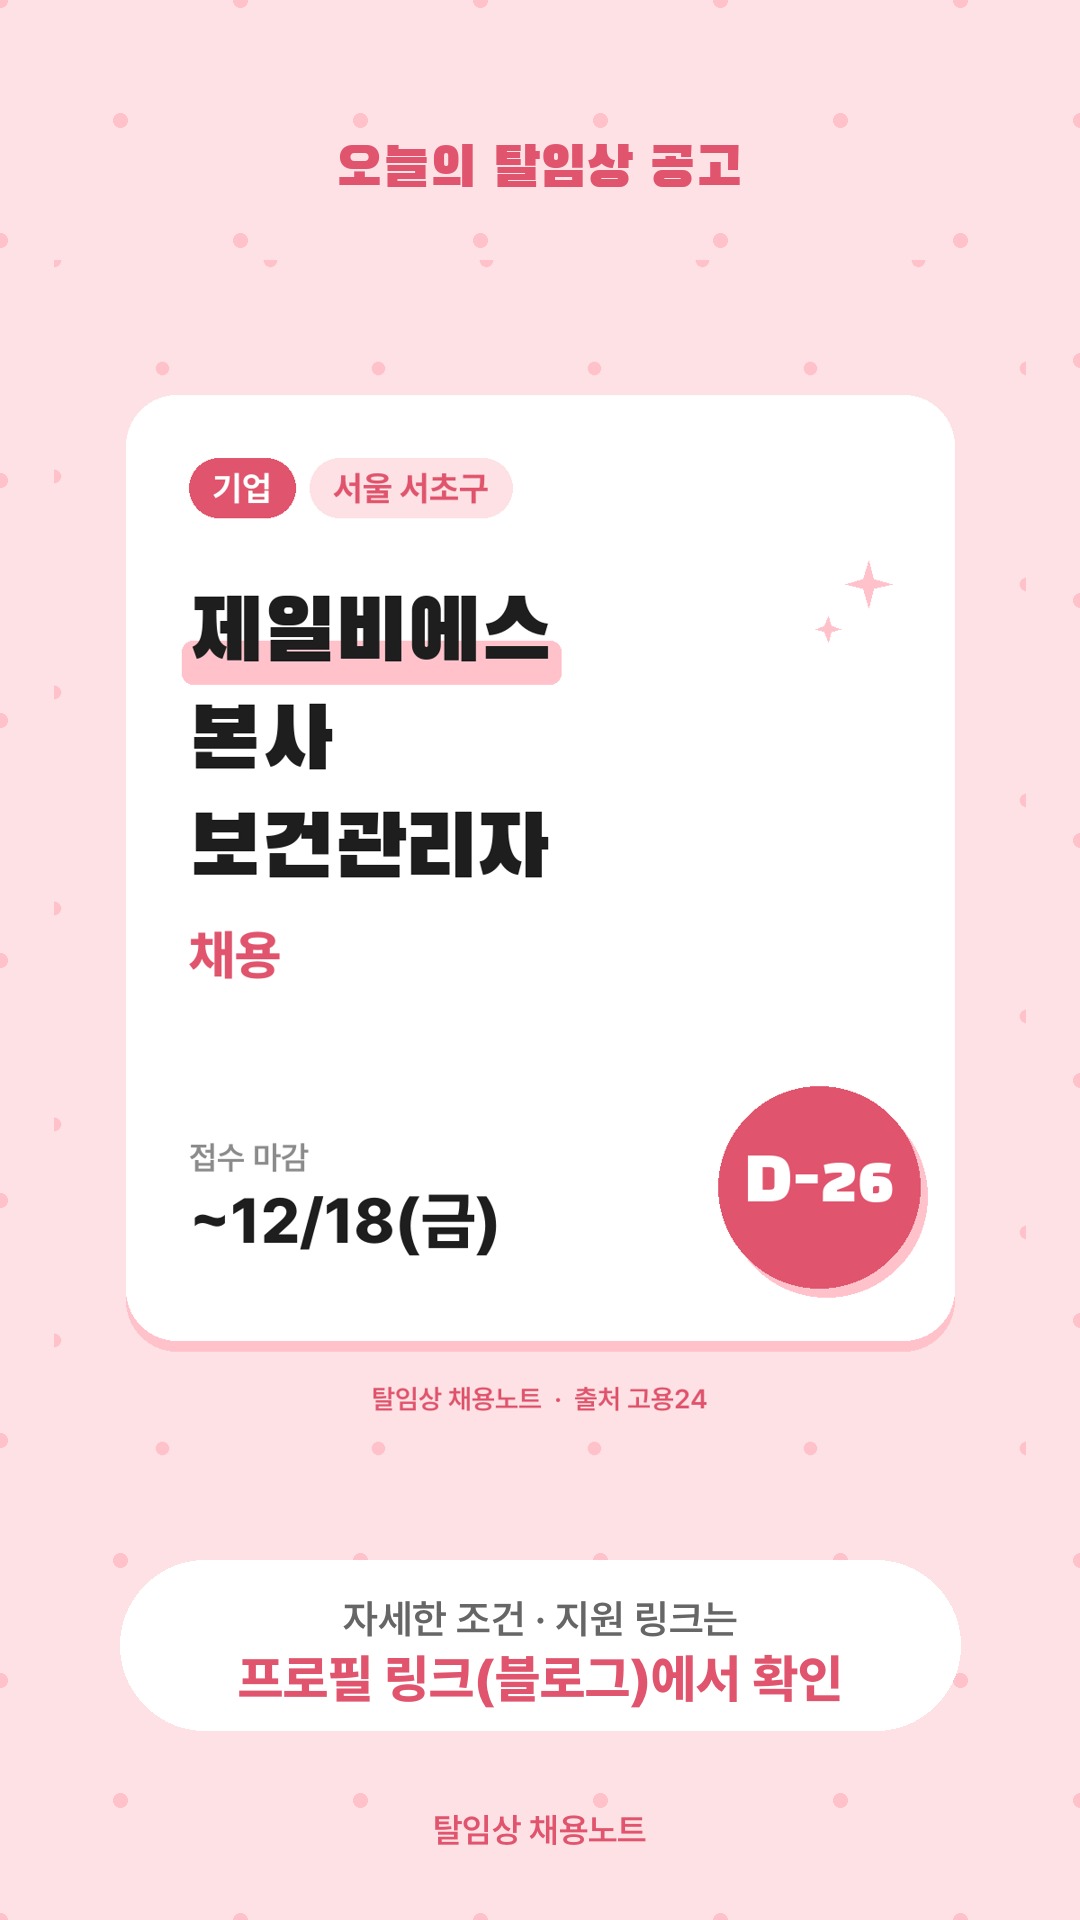 오늘의 탈임상 공고
기업
서울 서초구
제일비에스
본사
보건관리자
채용
접수 마감
~12/18(금)
D-26
탈임상 채용노트 · 출처 고용24
자세한 조건 · 지원 링크는
프로필 링크(블로그)에서 확인
탈임상 채용노트